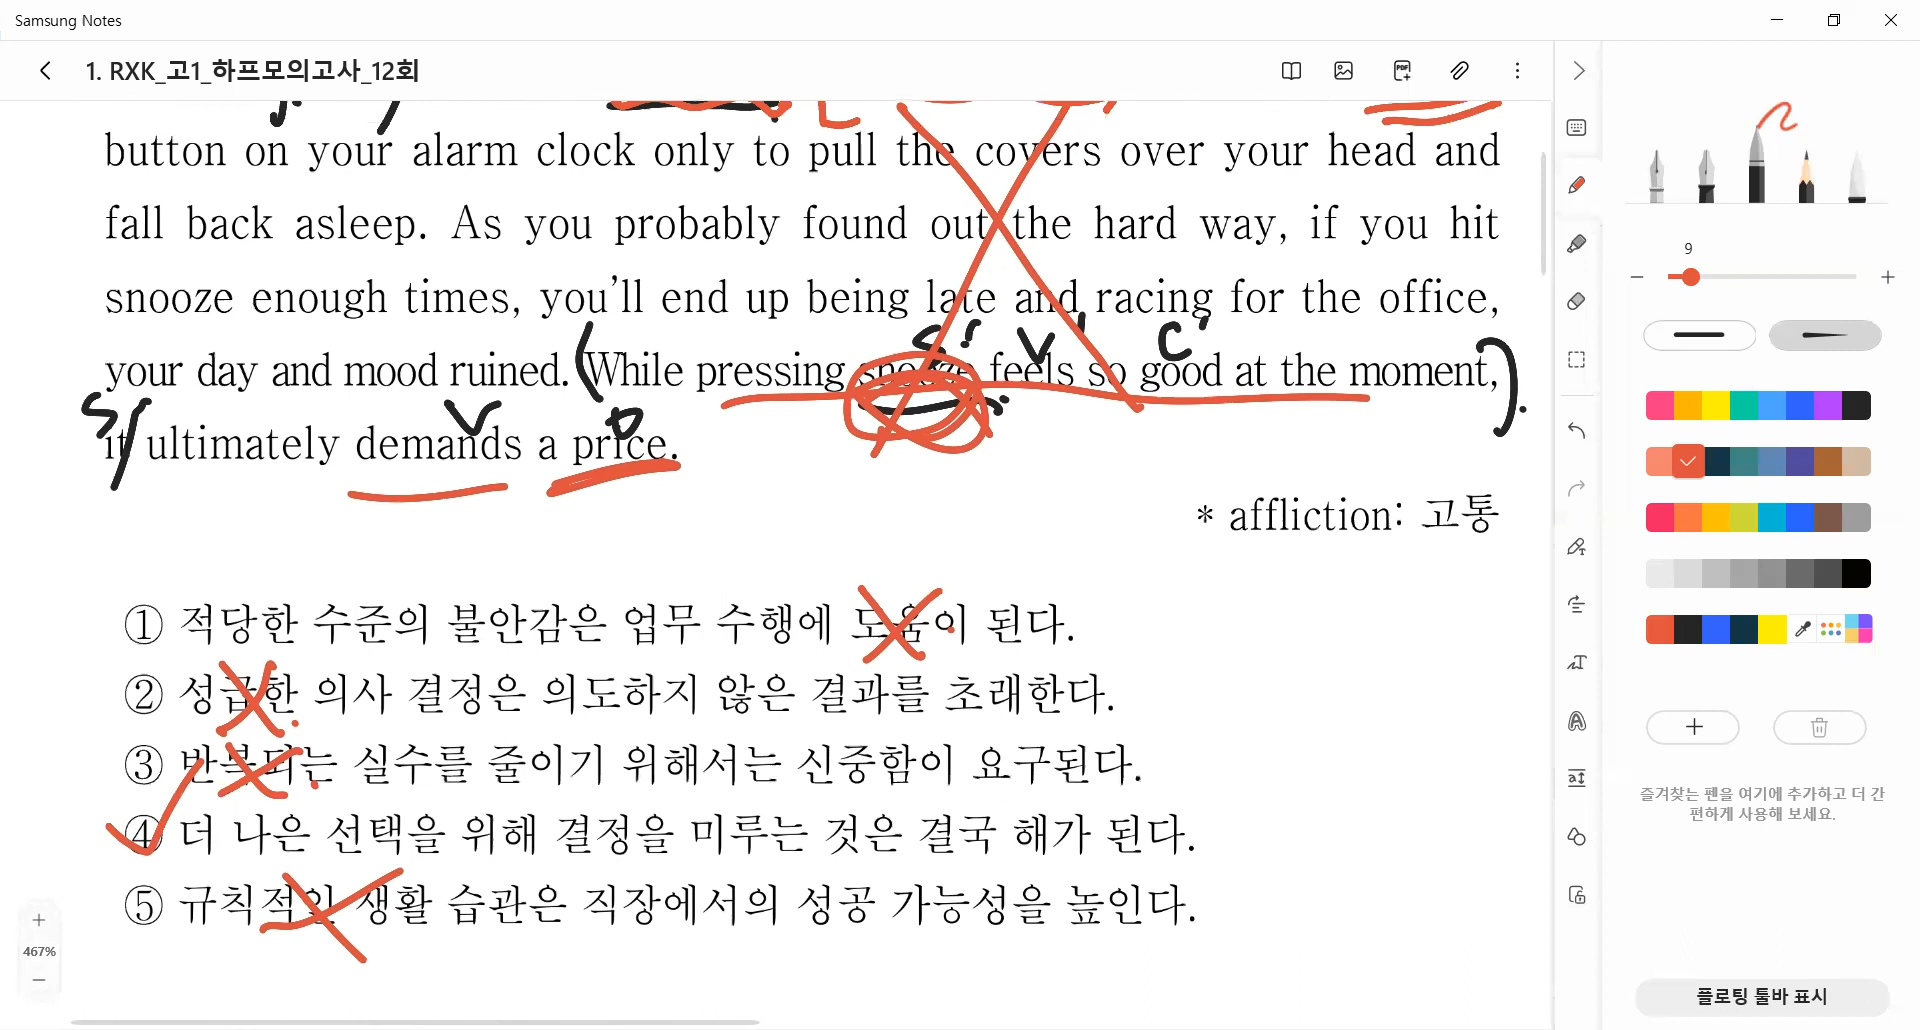 Samsung Notes
1. RXK_고1_하프모의고사_12회
button on your alarm clock only to pull the covers over your head and
fall back asleep. As you probably found out the hard way, if you hit
snooze enough times, you'll end up being late and racing for the office,
S' V' C'
your day and mood ruined. (While pressing snooze feels so good at the moment,).
S V O
it ultimately demands a price.
* affliction: 고통
① 적당한 수준의 불안감은 업무 수행에 도움이 된다.
② 성급한 의사 결정은 의도하지 않은 결과를 초래한다.
③ 반복되는 실수를 줄이기 위해서는 신중함이 요구된다.
④ 더 나은 선택을 위해 결정을 미루는 것은 결국 해가 된다.
⑤ 규칙적인 생활 습관은 직장에서의 성공 가능성을 높인다.
467%
9
즐겨찾는 펜을 여기에 추가하고 더 간
편하게 사용해 보세요.
플로팅 툴바 표시